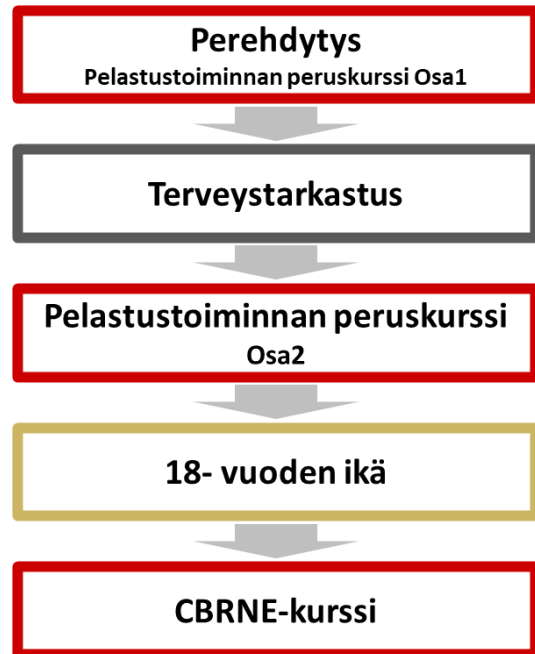 Perehdytys
Pelastustoiminnan peruskurssi Osa1
Terveystarkastus
Pelastustoiminnan peruskurssi
Osa2
18- vuoden ikä
CBRNE-kurssi